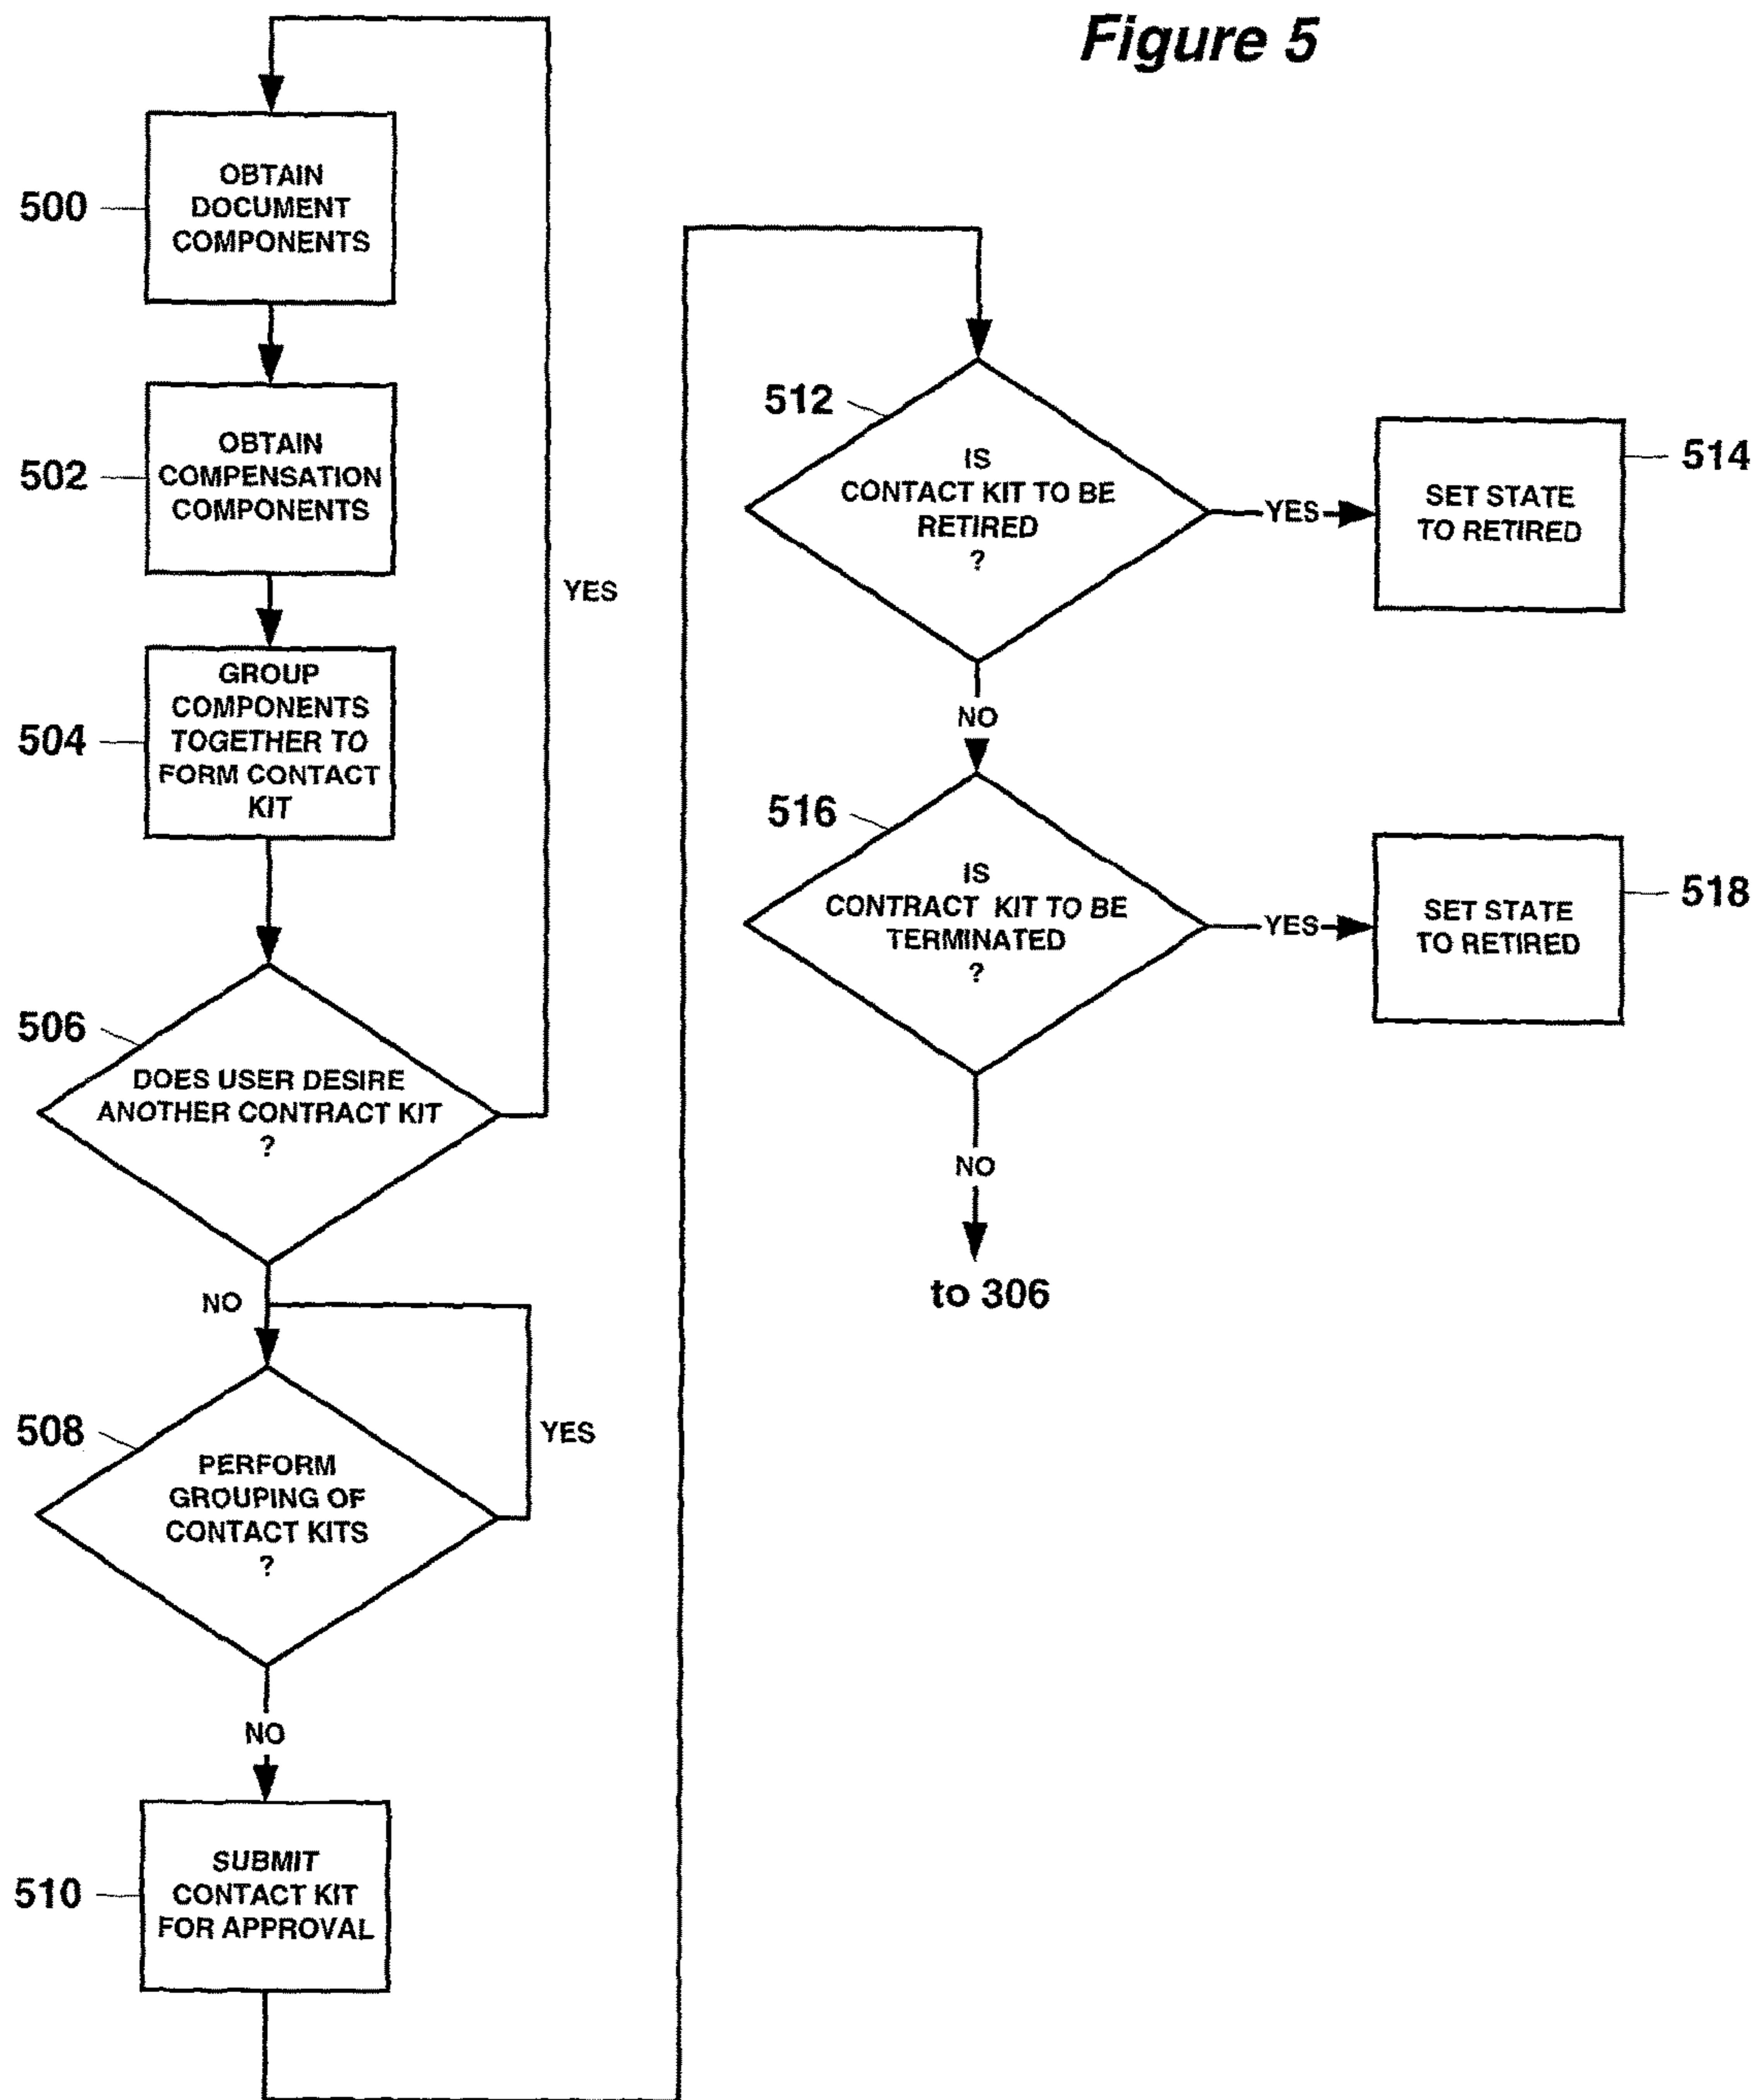 Figure 5
500
OBTAIN
DOCUMENT
COMPONENTS
502
OBTAIN
COMPENSATION
COMPONENTS
504
GROUP
COMPONENTS
TOGETHER TO
FORM CONTACT
KIT
506
DOES USER DESIRE
ANOTHER CONTRACT KIT
?
YES
NO
508
PERFORM
GROUPING OF
CONTACT KITS
?
YES
NO
510
SUBMIT
CONTACT KIT
FOR APPROVAL
512
IS
CONTACT KIT TO BE
RETIRED
?
YES
514
SET STATE
TO RETIRED
NO
516
IS
CONTRACT KIT TO BE
TERMINATED
?
YES
518
SET STATE
TO RETIRED
NO
to 306